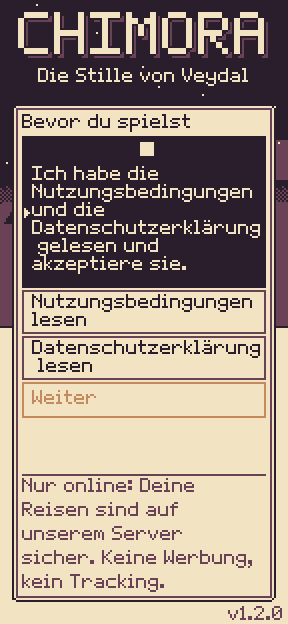 CHIMORA
Die Stille von Veydal
Bevor du spielst
Ich habe die
Nutzungsbedingungen
und die
Datenschutzerklärung
gelesen und
akzeptiere sie.
Nutzungsbedingungen
lesen
Datenschutzerklärung
lesen
Weiter
Nur online: Deine
Reisen sind auf
unserem Server
sicher. Keine Werbung,
kein Tracking.
v1.2.0